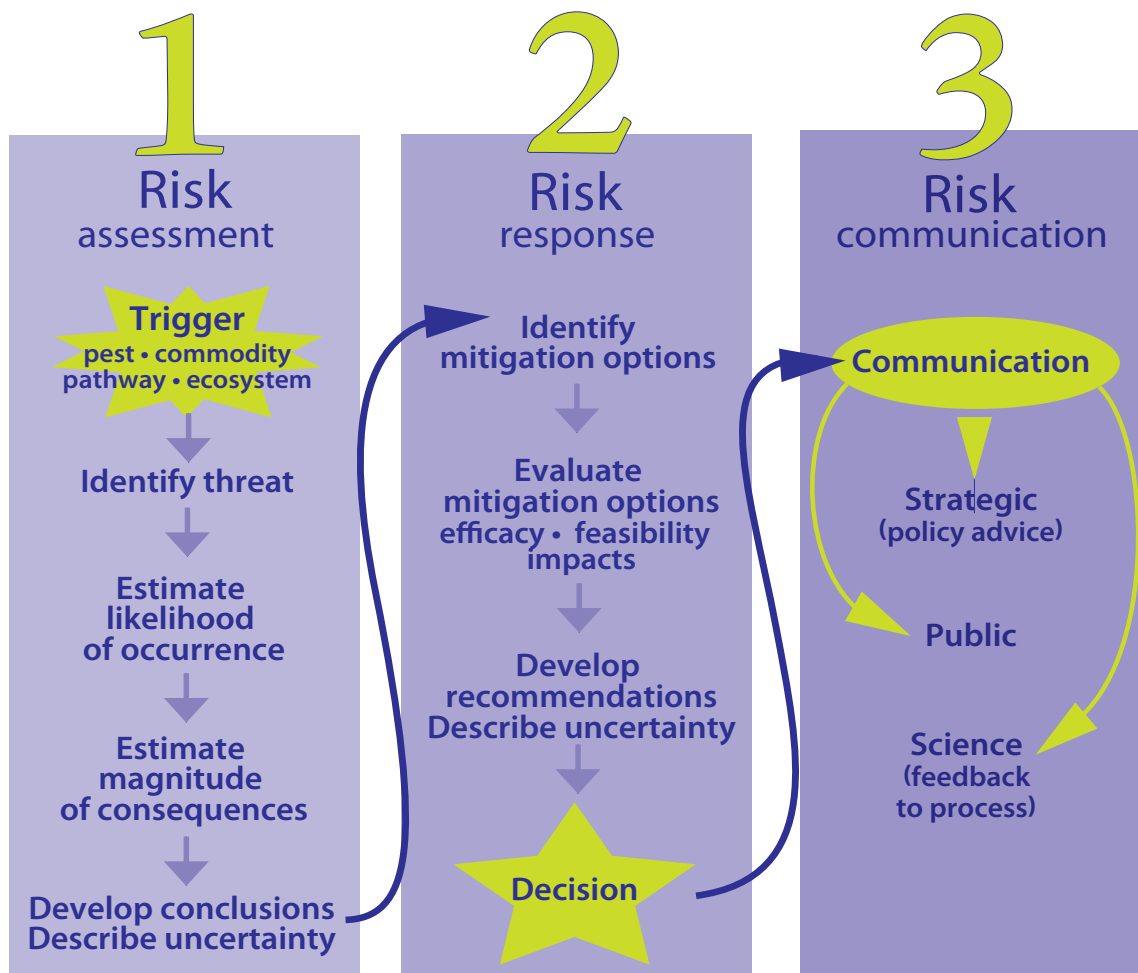 1
Risk
assessment
Trigger
pest • commodity
pathway • ecosystem
Identify threat
Estimate
likelihood
of occurrence
Estimate
magnitude
of consequences
Develop conclusions
Describe uncertainty
2
Risk
response
Identify
mitigation options
Evaluate
mitigation options
efficacy • feasibility
impacts
Develop
recommendations
Describe uncertainty
Decision
3
Risk
communication
Communication
Strategic
(policy advice)
Public
Science
(feedback
to process)